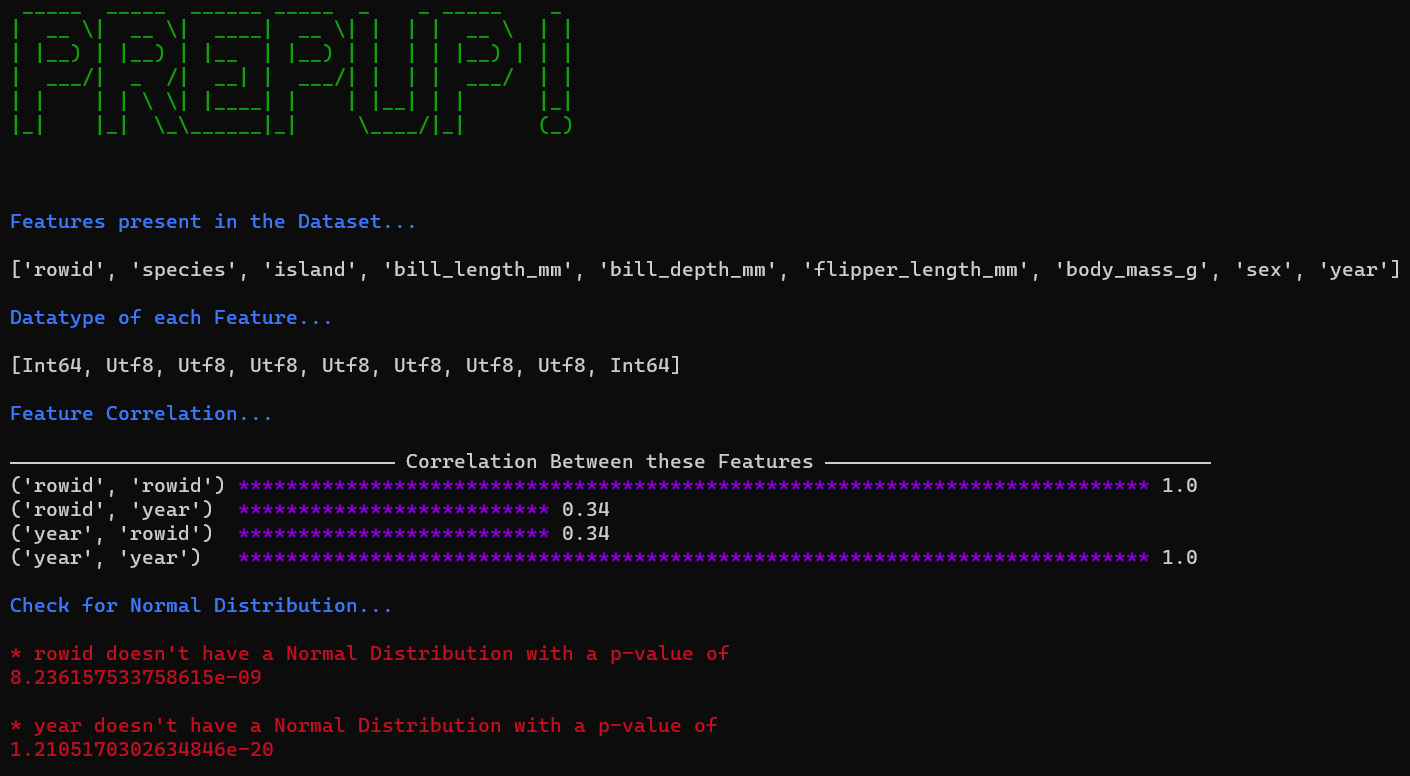 PREPUP!
Features present in the Dataset...
['rowid', 'species', 'island', 'bill_length_mm', 'bill_depth_mm', 'flipper_length_mm', 'body_mass_g', 'sex', 'year']
Datatype of each Feature...
[Int64, Utf8, Utf8, Utf8, Utf8, Utf8, Utf8, Utf8, Int64]
Feature Correlation...
Correlation Between these Features
('rowid', 'rowid') **************************************************************************** 1.0
('rowid', 'year') ************************** 0.34
('year', 'rowid') ************************** 0.34
('year', 'year') **************************************************************************** 1.0
Check for Normal Distribution...
* rowid doesn't have a Normal Distribution with a p-value of
8.236157533758615e-09
* year doesn't have a Normal Distribution with a p-value of
1.2105170302634846e-20